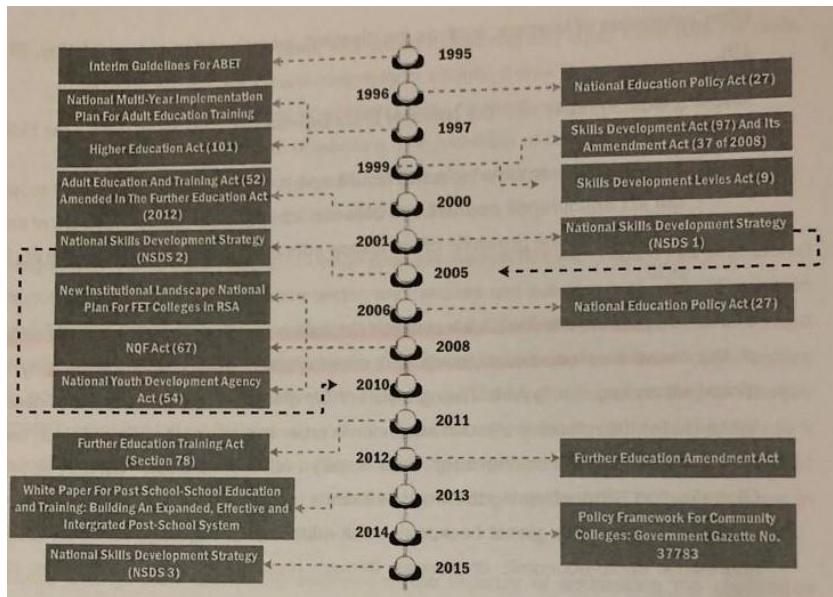 1995
Interim Guidelines For ABET
1996
National Education Policy Act (27)
National Multi-Year Implementation
Plan For Adult Education Training
1997
Higher Education Act (101)
Skills Development Act (97) And Its
Ammendment Act (37 of 2008)
1999
Skills Development Levies Act (9)
Adult Education And Training Act (52)
Amended In The Further Education Act
(2012)
2000
2001
National Skills Development Strategy
(NSDS 1)
National Skills Development Strategy
(NSDS 2)
2005
New Institutional Landscape National
Plan For FET Colleges in RSA
2006
National Education Policy Act (27)
NQF Act (67)
2008
National Youth Development Agency
Act (54)
2010
2011
Further Education Training Act
(Section 78)
2012
Further Education Amendment Act
White Paper For Post School-School Education
and Training: Building An Expanded, Effective and
Intergrated Post-School System
2013
2014
Policy Framework For Community
Colleges: Government Gazette No.
37783
National Skills Development Strategy
(NSDS 3)
2015